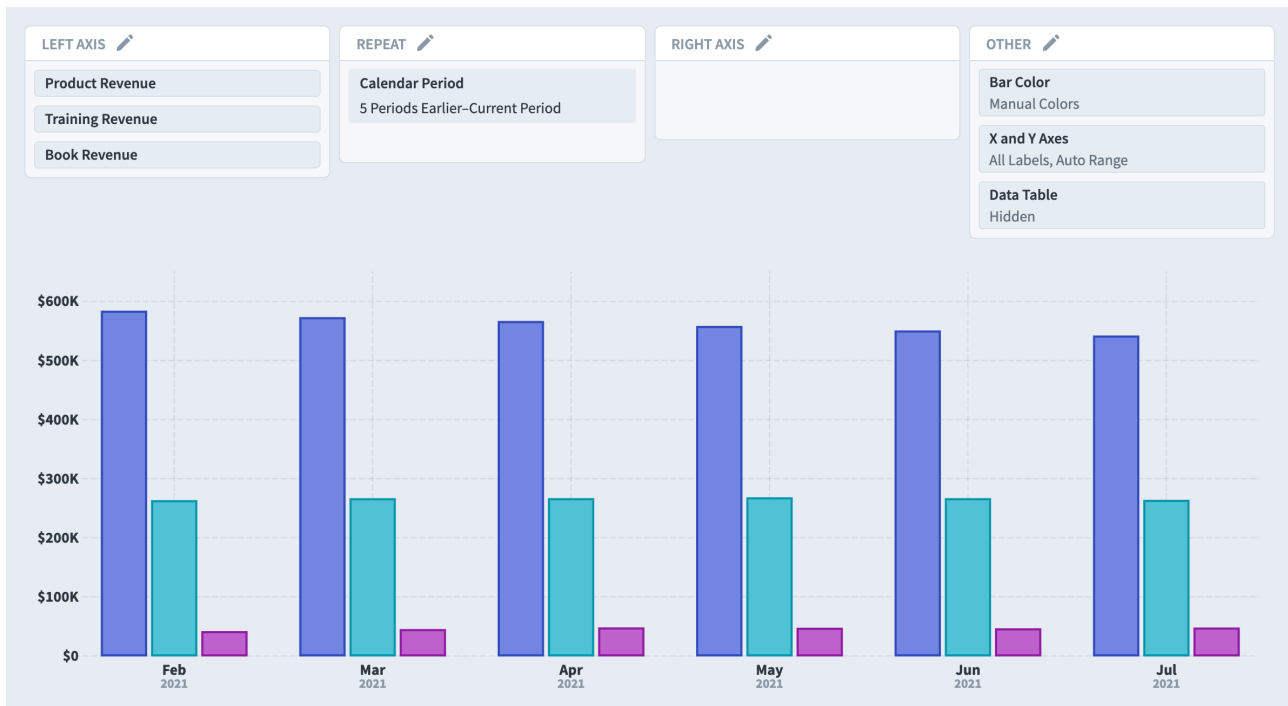 LEFT AXIS
Product Revenue
Training Revenue
Book Revenue
REPEAT
Calendar Period
5 Periods Earlier–Current Period
RIGHT AXIS
OTHER
Bar Color
Manual Colors
X and Y Axes
All Labels, Auto Range
Data Table
Hidden
$600K
$500K
$400K
$300K
$200K
$100K
$0
Feb
2021
Mar
2021
Apr
2021
May
2021
Jun
2021
Jul
2021